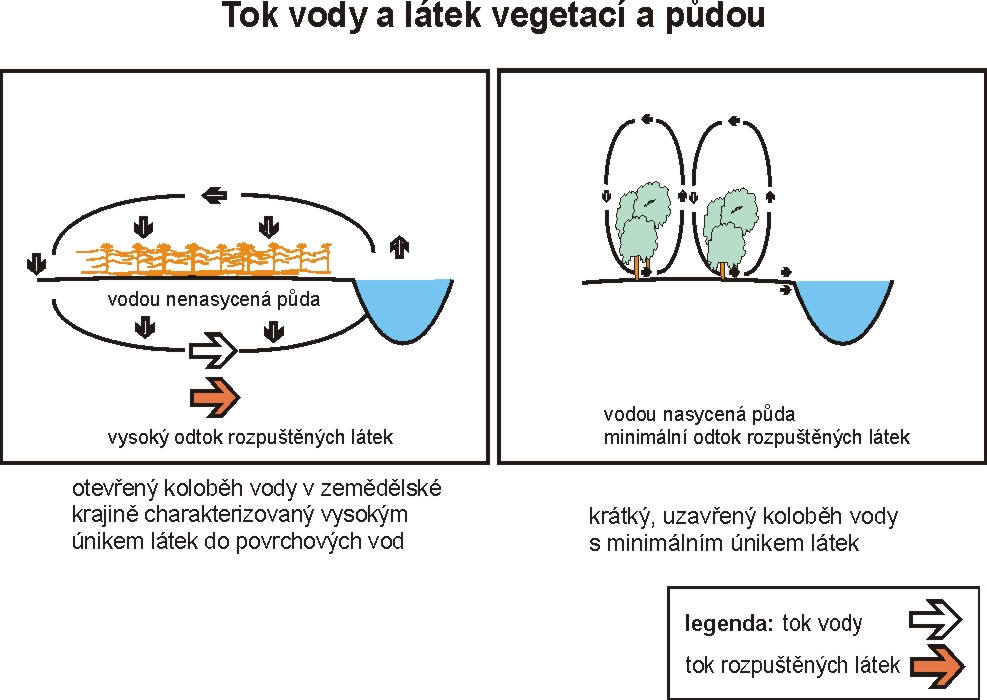 Tok vody a látek vegetací a půdou
vodou nenasycená půda
vysoký odtok rozpuštěných látek
otevřený koloběh vody v zemědělské
krajině charakterizovaný vysokým
únikem látek do povrchových vod
vodou nasycená půda
minimální odtok rozpuštěných látek
krátký, uzavřený koloběh vody
s minimálním únikem látek
legenda: tok vody
tok rozpuštěných látek